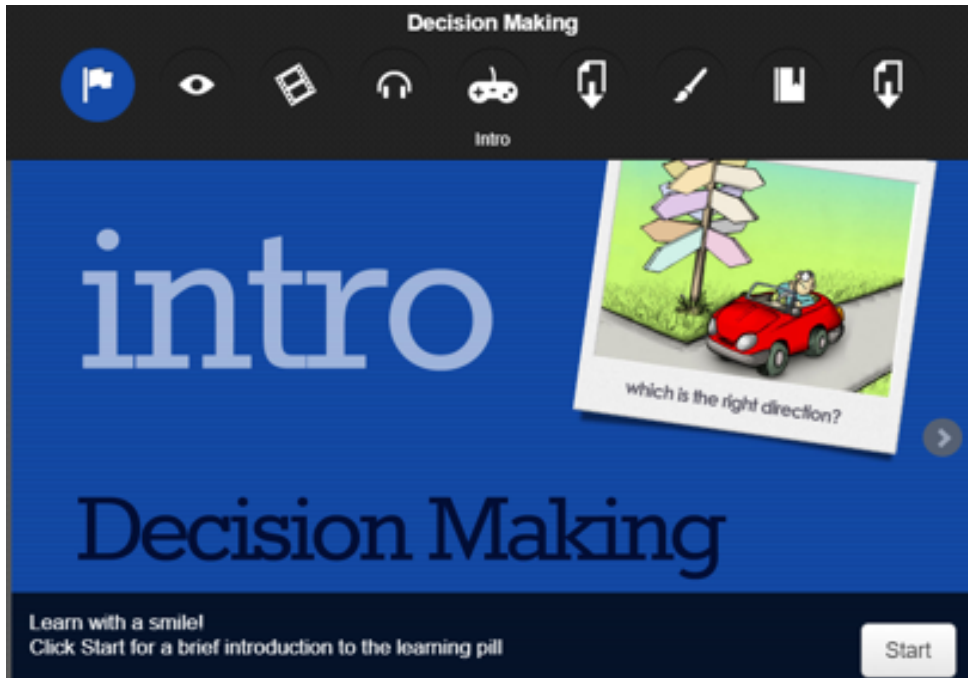 Decision Making
Intro
intro
which is the right direction?
Decision Making
Learn with a smile!
Click Start for a brief introduction to the learning pill
Start